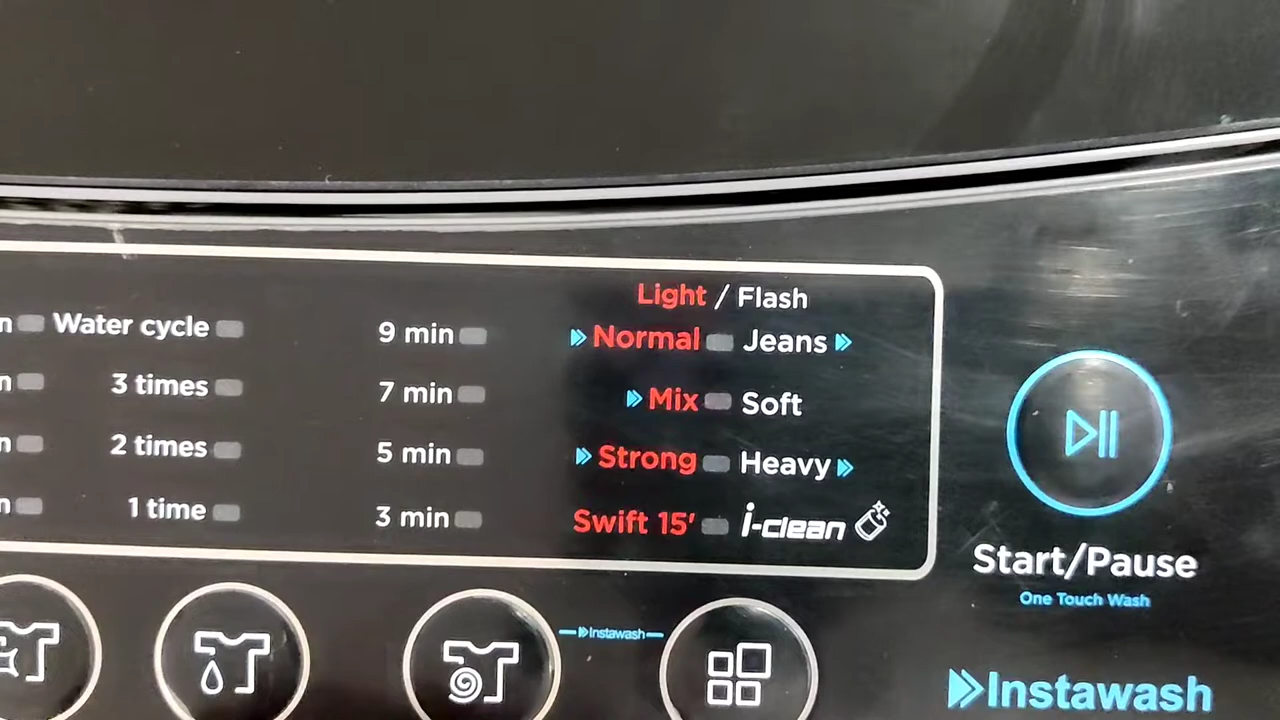 Light / Flash
n Water cycle 9 min Normal Jeans
n 3 times 7 min Mix Soft
n 2 times 5 min Strong Heavy
n 1 time 3 min Swift 15' i-clean
Start/Pause
One Touch Wash
Instawash
Instawash